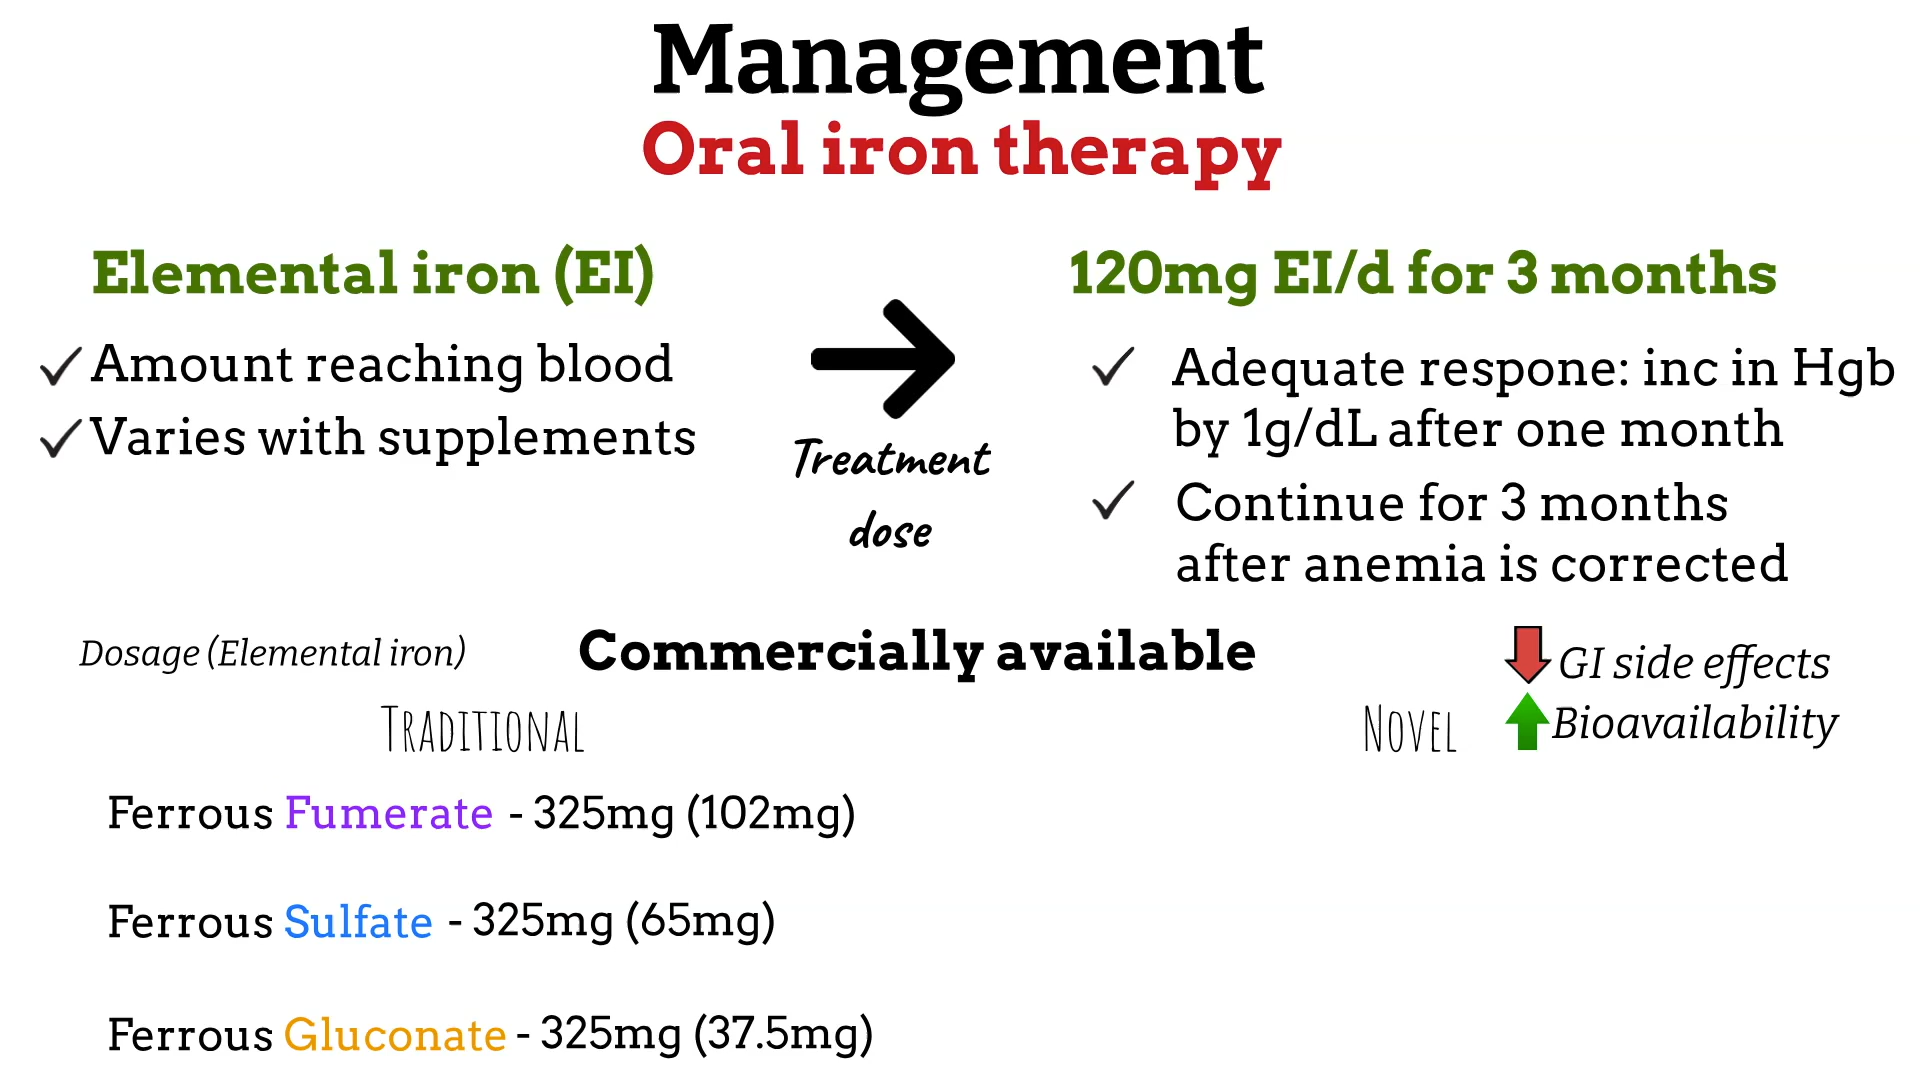 Management
Oral iron therapy
Elemental iron (EI)
Amount reaching blood
Varies with supplements
Treatment
dose
120mg EI/d for 3 months
Adequate respone: inc in Hgb
by 1g/dL after one month
Continue for 3 months
after anemia is corrected
Dosage (Elemental iron)
Commercially available
Traditional
Ferrous Fumerate - 325mg (102mg)
Ferrous Sulfate - 325mg (65mg)
Ferrous Gluconate - 325mg (37.5mg)
Novel
GI side effects
Bioavailability